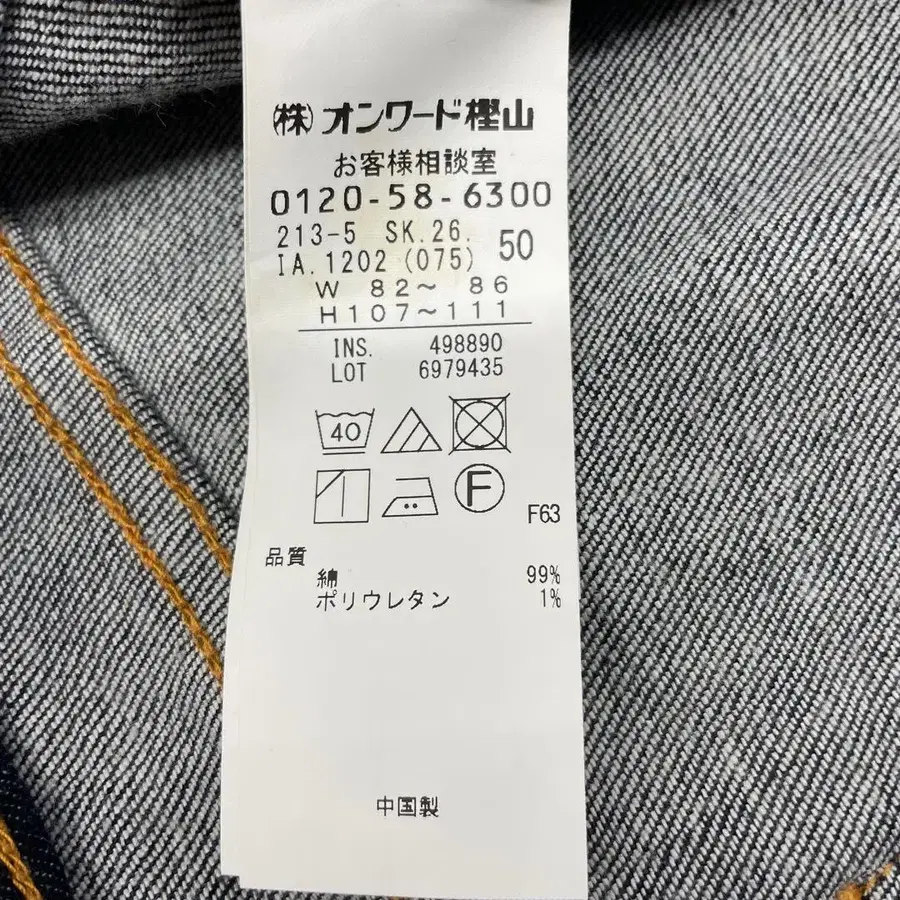 ㈱オンワード樫山
お客様相談室
0120-58-6300
213-5 SK.26. 50
IA.1202 (075)
W 82〜 86
H107〜111
INS. 498890
LOT 6979435
40
F
F63
品質
綿 99%
ポリウレタン 1%
中国製